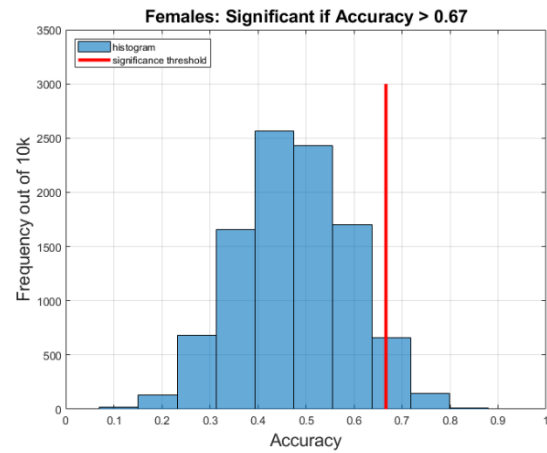 Females: Significant if Accuracy > 0.67
3500
3000
2500
2000
1500
1000
500
0
Frequency out of 10k
histogram
significance threshold
0 0.1 0.2 0.3 0.4 0.5 0.6 0.7 0.8 0.9 1
Accuracy